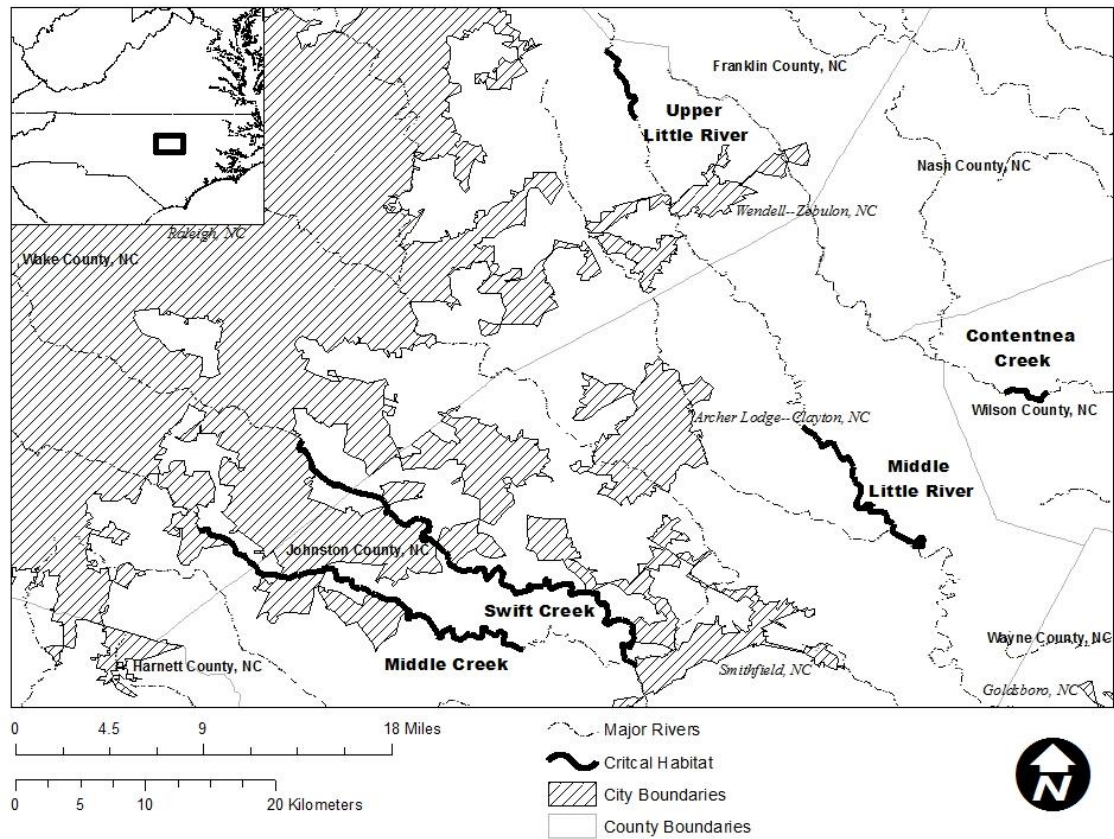 Franklin County, NC
Upper
Little River
Nash County, NC
Wendell--Zebulon, NC
Raleigh, NC
Wake County, NC
Contentnea
Creek
Wilson County, NC
Archer Lodge--Clayton, NC
Middle
Little River
Johnston County, NC
Swift Creek
Middle Creek
Harnett County, NC
Smithfield, NC
Wayne County, NC
Goldsboro, NC
0 4.5 9 18 Miles
0 5 10 20 Kilometers
Major Rivers
Critcal Habitat
City Boundaries
County Boundaries
N